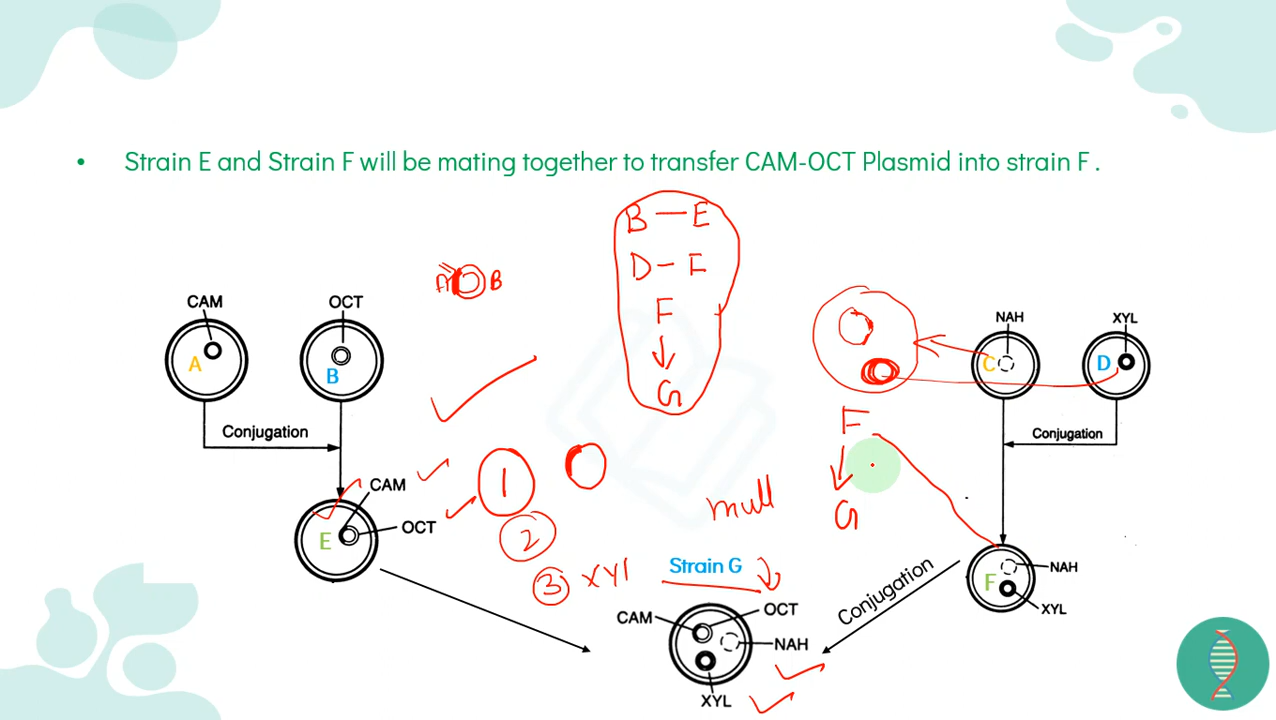 • Strain E and Strain F will be mating together to transfer CAM-OCT Plasmid into strain F .
B — E
D - F
F
G
A B
CAM
OCT
A
B
Conjugation
NAH
XYL
C
D
Conjugation
F
G
CAM
OCT
E
1
2
3 XYl
mull
Strain G
CAM
OCT
NAH
XYL
Conjugation
F
NAH
XYL